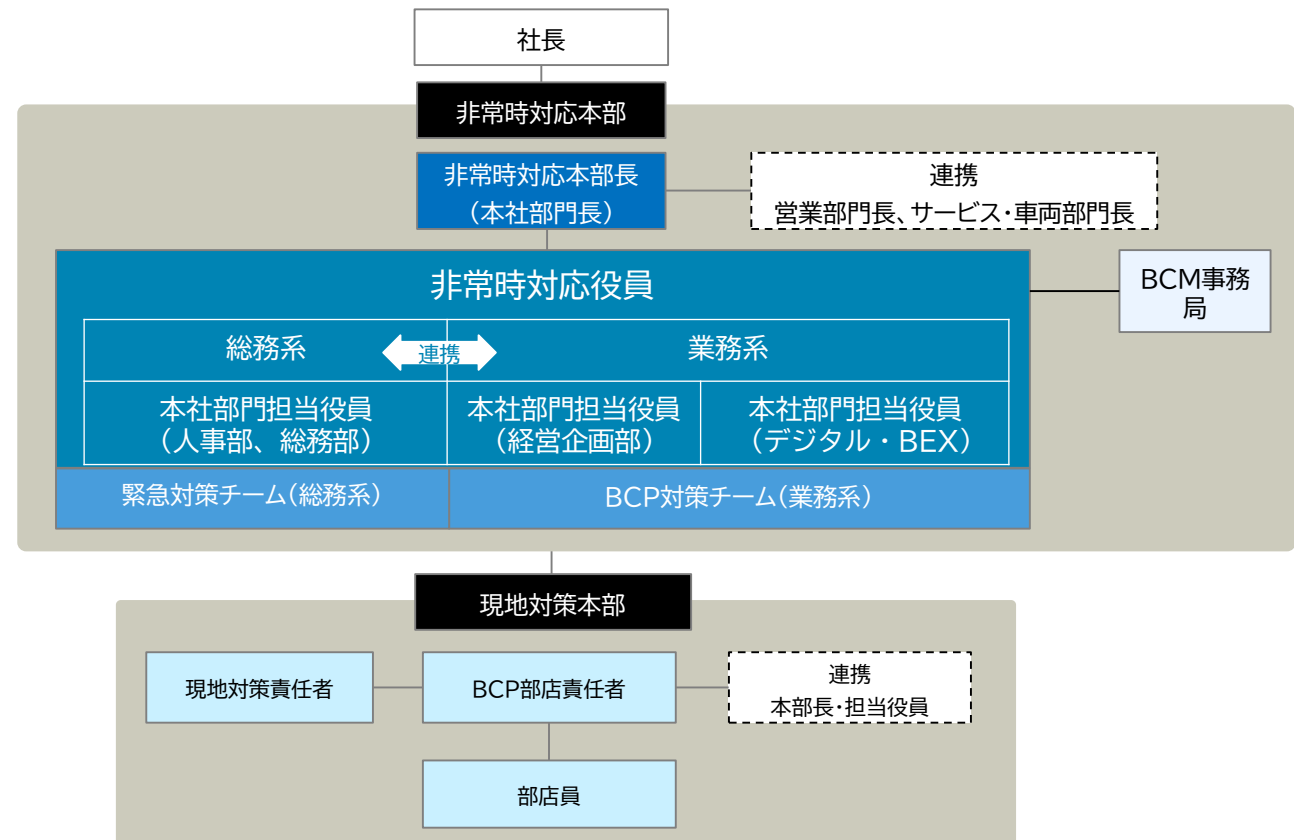 社長
非常時対応本部
非常時対応本部長
（本社部門長）
連携
営業部門長、サービス・車両部門長
非常時対応役員
BCM事務
局
総務系
連携
業務系
本社部門担当役員
（人事部、総務部）
本社部門担当役員
（経営企画部）
本社部門担当役員
（デジタル・BEX）
緊急対策チーム（総務系）
BCP対策チーム（業務系）
現地対策本部
現地対策責任者
BCP部店責任者
連携
本部長・担当役員
部店員